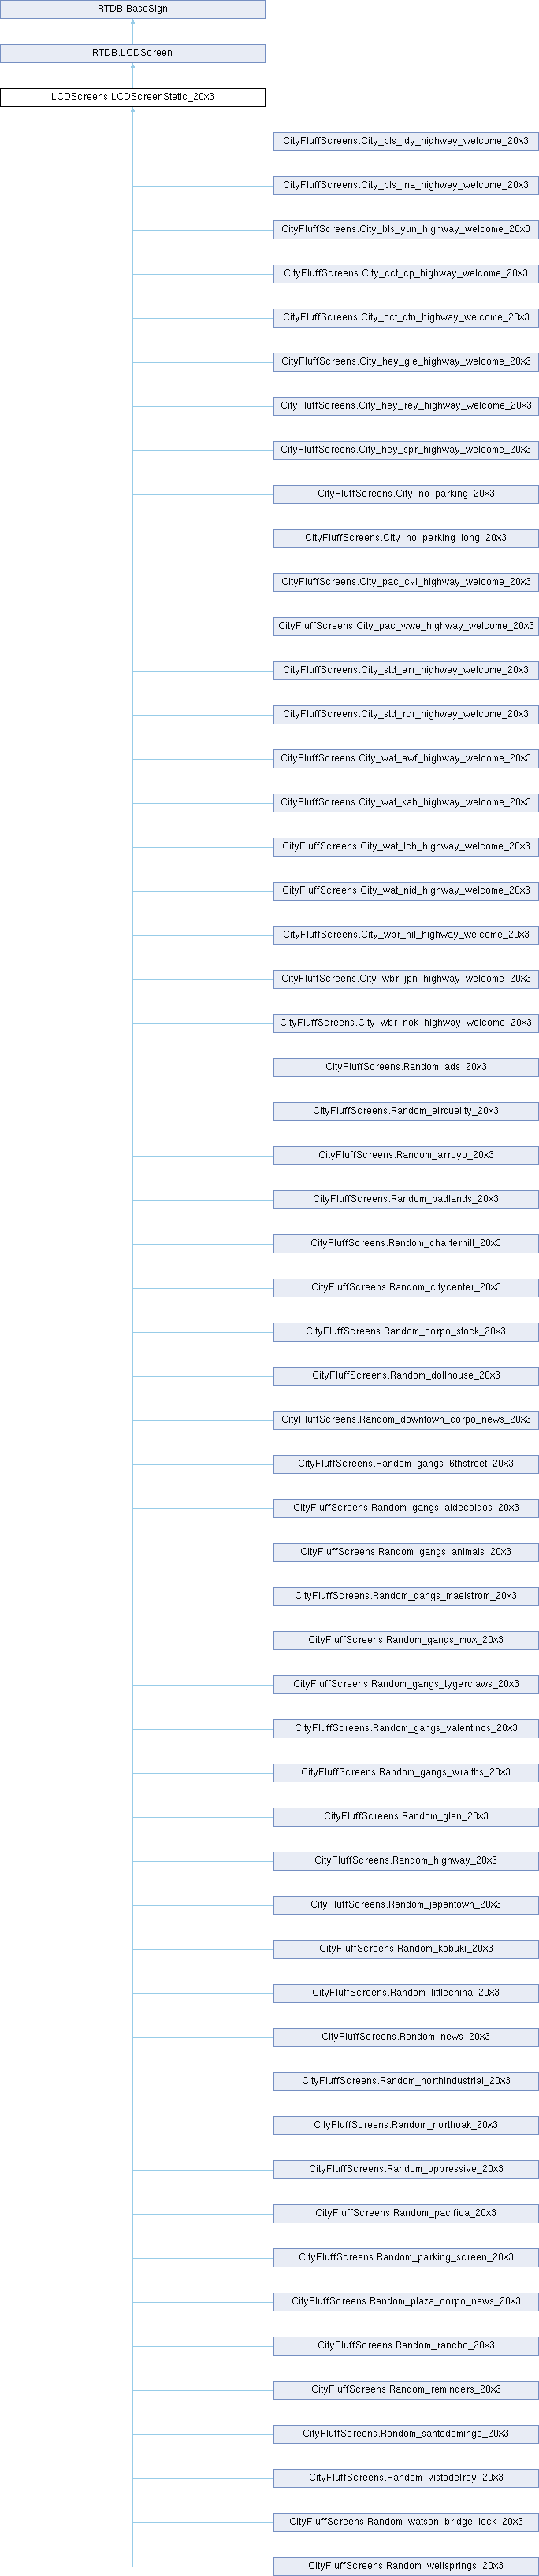 RTDB.BaseSign
RTDB.LCDScreen
LCDScreens.LCDScreenStatic_20x3
CityFluffScreens.City_bls_idy_highway_welcome_20x3
CityFluffScreens.City_bls_ina_highway_welcome_20x3
CityFluffScreens.City_bls_yun_highway_welcome_20x3
CityFluffScreens.City_cct_cp_highway_welcome_20x3
CityFluffScreens.City_cct_dtn_highway_welcome_20x3
CityFluffScreens.City_hey_gle_highway_welcome_20x3
CityFluffScreens.City_hey_rey_highway_welcome_20x3
CityFluffScreens.City_hey_spr_highway_welcome_20x3
CityFluffScreens.City_no_parking_20x3
CityFluffScreens.City_no_parking_long_20x3
CityFluffScreens.City_pac_cvi_highway_welcome_20x3
CityFluffScreens.City_pac_wwe_highway_welcome_20x3
CityFluffScreens.City_std_arr_highway_welcome_20x3
CityFluffScreens.City_std_rcr_highway_welcome_20x3
CityFluffScreens.City_wat_awf_highway_welcome_20x3
CityFluffScreens.City_wat_kab_highway_welcome_20x3
CityFluffScreens.City_wat_lch_highway_welcome_20x3
CityFluffScreens.City_wat_nid_highway_welcome_20x3
CityFluffScreens.City_wbr_hil_highway_welcome_20x3
CityFluffScreens.City_wbr_jpn_highway_welcome_20x3
CityFluffScreens.City_wbr_nok_highway_welcome_20x3
CityFluffScreens.Random_ads_20x3
CityFluffScreens.Random_airquality_20x3
CityFluffScreens.Random_arroyo_20x3
CityFluffScreens.Random_badlands_20x3
CityFluffScreens.Random_charterhill_20x3
CityFluffScreens.Random_citycenter_20x3
CityFluffScreens.Random_corpo_stock_20x3
CityFluffScreens.Random_dollhouse_20x3
CityFluffScreens.Random_downtown_corpo_news_20x3
CityFluffScreens.Random_gangs_6thstreet_20x3
CityFluffScreens.Random_gangs_aldecaldos_20x3
CityFluffScreens.Random_gangs_animals_20x3
CityFluffScreens.Random_gangs_maelstrom_20x3
CityFluffScreens.Random_gangs_mox_20x3
CityFluffScreens.Random_gangs_tygerclaws_20x3
CityFluffScreens.Random_gangs_valentinos_20x3
CityFluffScreens.Random_gangs_wraiths_20x3
CityFluffScreens.Random_glen_20x3
CityFluffScreens.Random_highway_20x3
CityFluffScreens.Random_japantown_20x3
CityFluffScreens.Random_kabuki_20x3
CityFluffScreens.Random_littlechina_20x3
CityFluffScreens.Random_news_20x3
CityFluffScreens.Random_northindustrial_20x3
CityFluffScreens.Random_northoak_20x3
CityFluffScreens.Random_oppressive_20x3
CityFluffScreens.Random_pacifica_20x3
CityFluffScreens.Random_parking_screen_20x3
CityFluffScreens.Random_plaza_corpo_news_20x3
CityFluffScreens.Random_rancho_20x3
CityFluffScreens.Random_reminders_20x3
CityFluffScreens.Random_santodomingo_20x3
CityFluffScreens.Random_vistadelrey_20x3
CityFluffScreens.Random_watson_bridge_lock_20x3
CityFluffScreens.Random_wellsprings_20x3